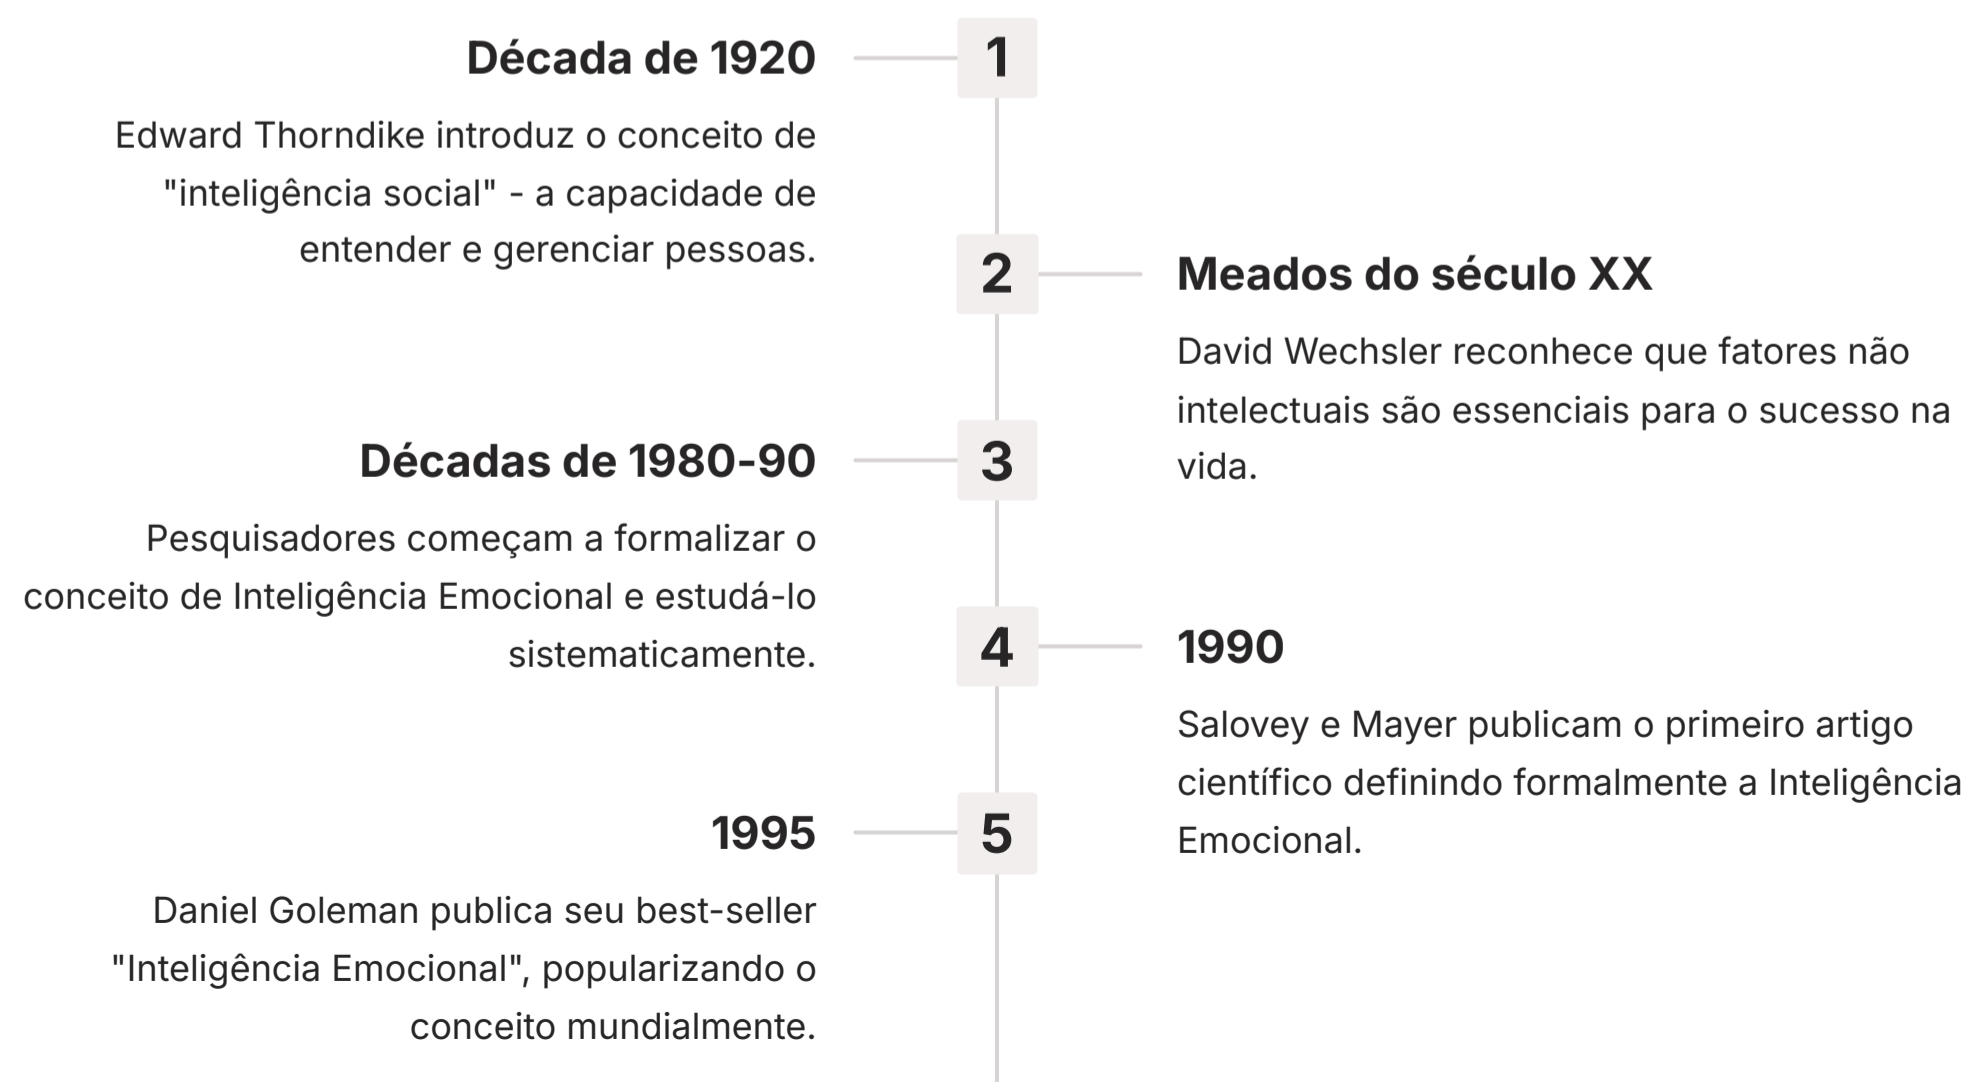 Década de 1920
1
Edward Thorndike introduz o conceito de
"inteligência social" - a capacidade de
entender e gerenciar pessoas.
2
Meados do século XX
David Wechsler reconhece que fatores não
intelectuais são essenciais para o sucesso na
vida.
Décadas de 1980-90
3
Pesquisadores começam a formalizar o
conceito de Inteligência Emocional e estudá-lo
sistematicamente.
4
1990
Salovey e Mayer publicam o primeiro artigo
científico definindo formalmente a Inteligência
Emocional.
1995
5
Daniel Goleman publica seu best-seller
"Inteligência Emocional", popularizando o
conceito mundialmente.